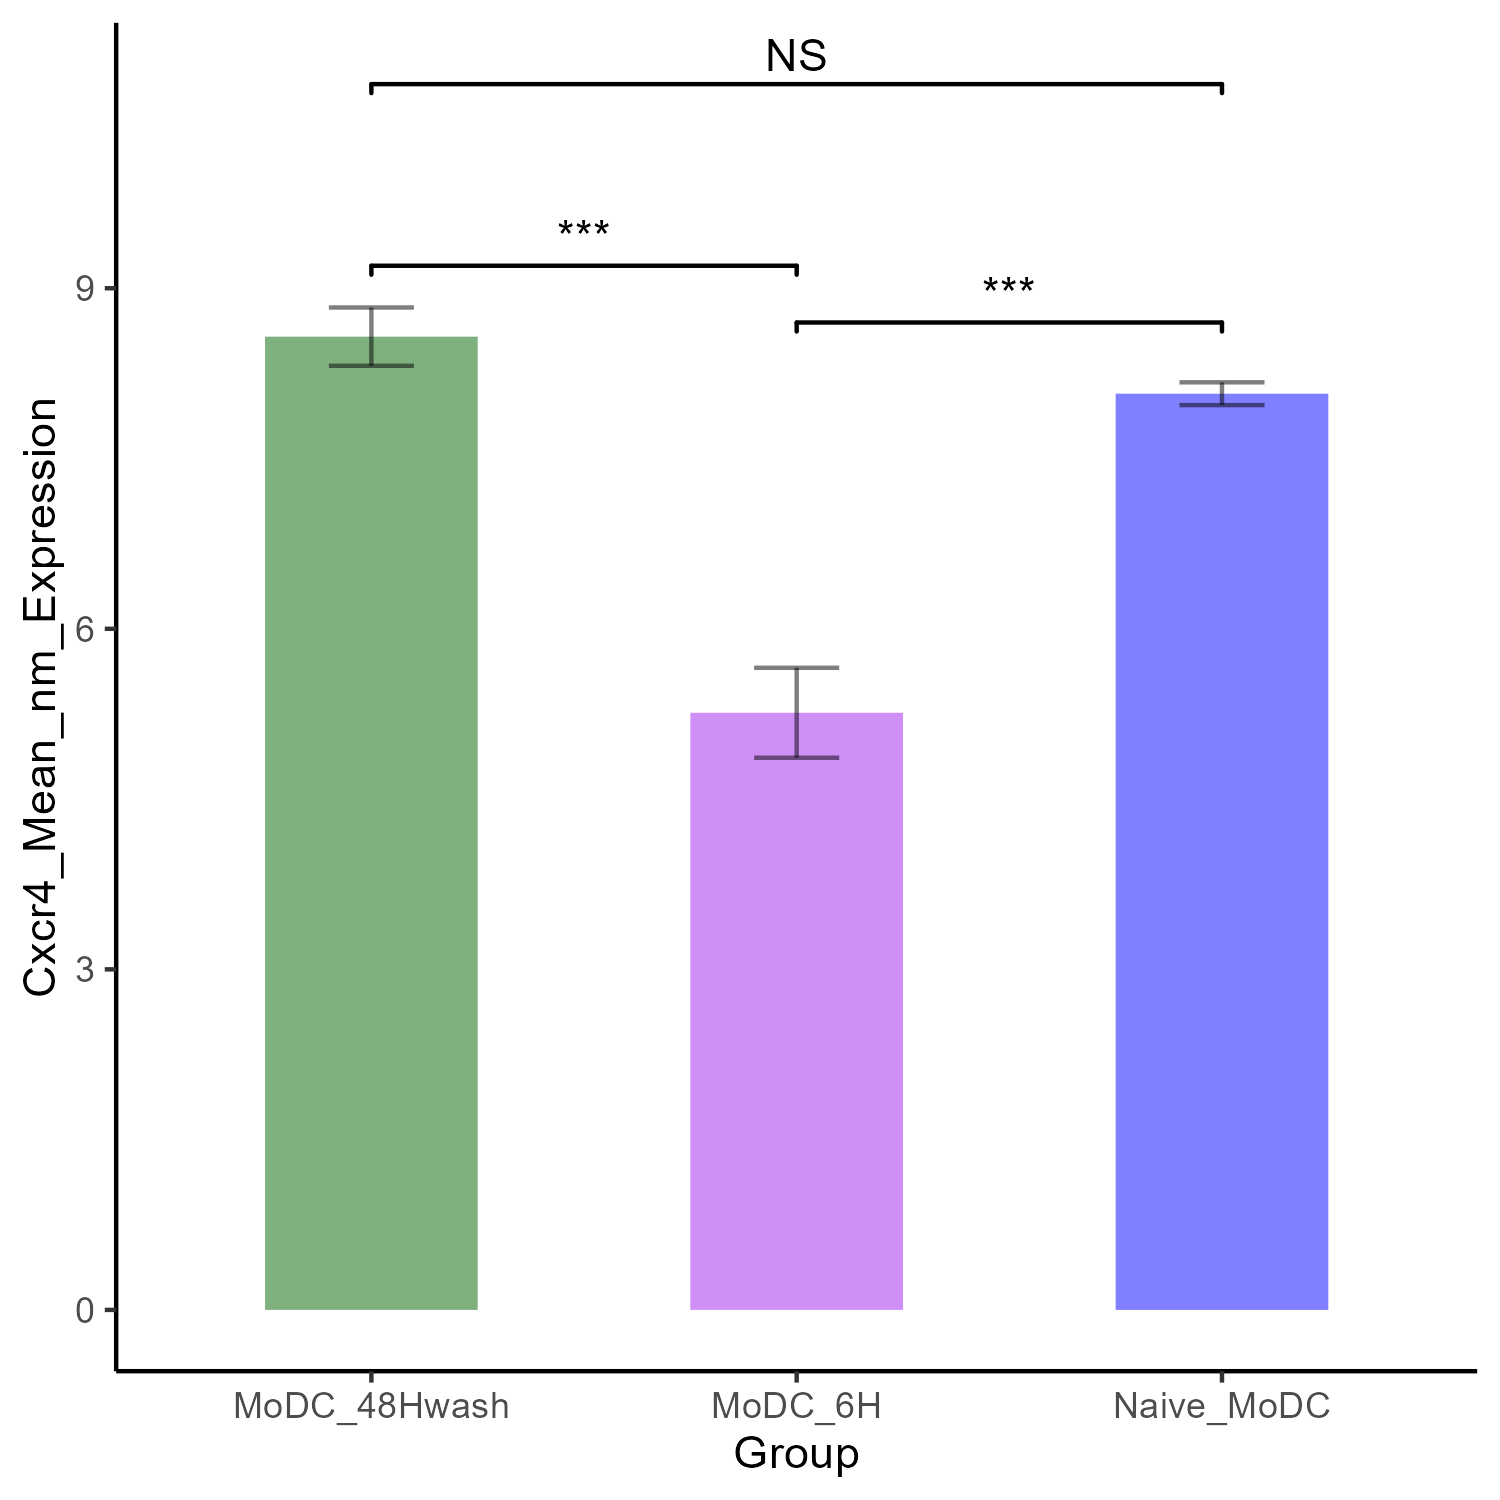 NS
***
***
9
6
3
0
Cxcr4_Mean_nm_Expression
MoDC_48Hwash MoDC_6H Naive_MoDC
Group